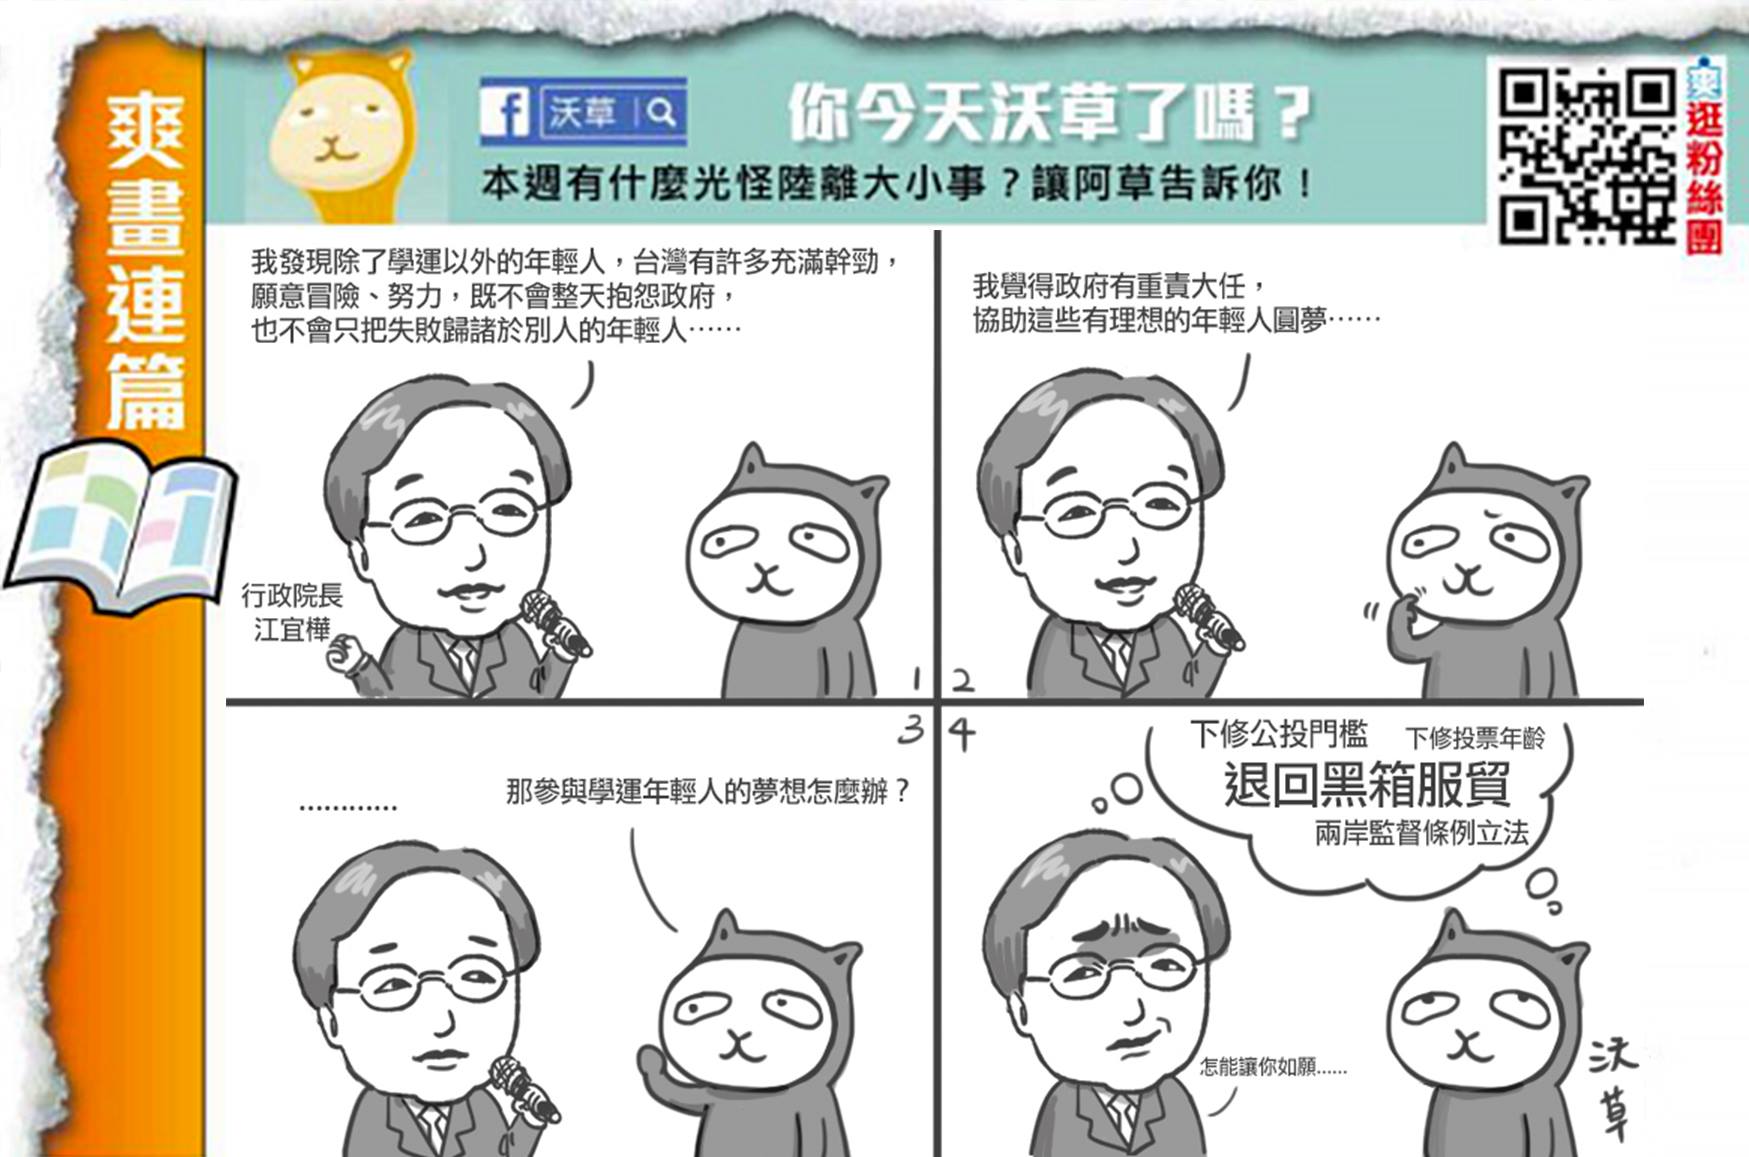 爽畫連篇
沃草
你今天沃草了嗎？
本週有什麼光怪陸離大小事？讓阿草告訴你！
爽逛粉絲團
我發現除了學運以外的年輕人，台灣有許多充滿幹勁，
願意冒險、努力，既不會整天抱怨政府，
也不會只把失敗歸諸於別人的年輕人……
行政院長
江宜樺
1
我覺得政府有重責大任，
協助這些有理想的年輕人圓夢……
2
3
…………
那參與學運年輕人的夢想怎麼辦？
4
下修公投門檻
下修投票年齡
退回黑箱服貿
兩岸監督條例立法
怎能讓你如願……
沃草